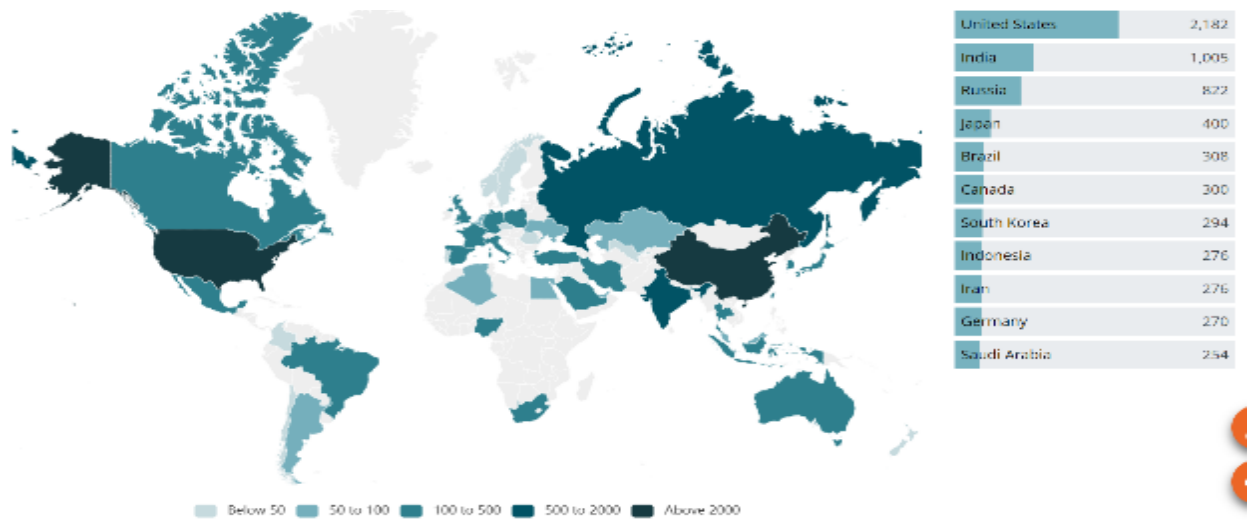 United States 2,182
India 1,005
Russia 822
Japan 400
Brazil 308
Canada 300
South Korea 294
Indonesia 276
Iran 276
Germany 270
Saudi Arabia 254
Below 50 50 to 100 100 to 500 500 to 2000 Above 2000